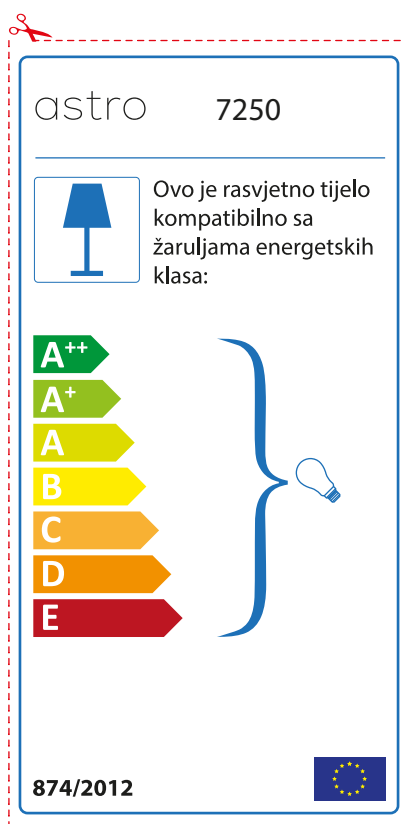 astro 7250
Ovo je rasvjetno tijelo
kompatibilno sa
žaruljama energetskih
klasa:
A++
A+
A
B
C
D
E
874/2012